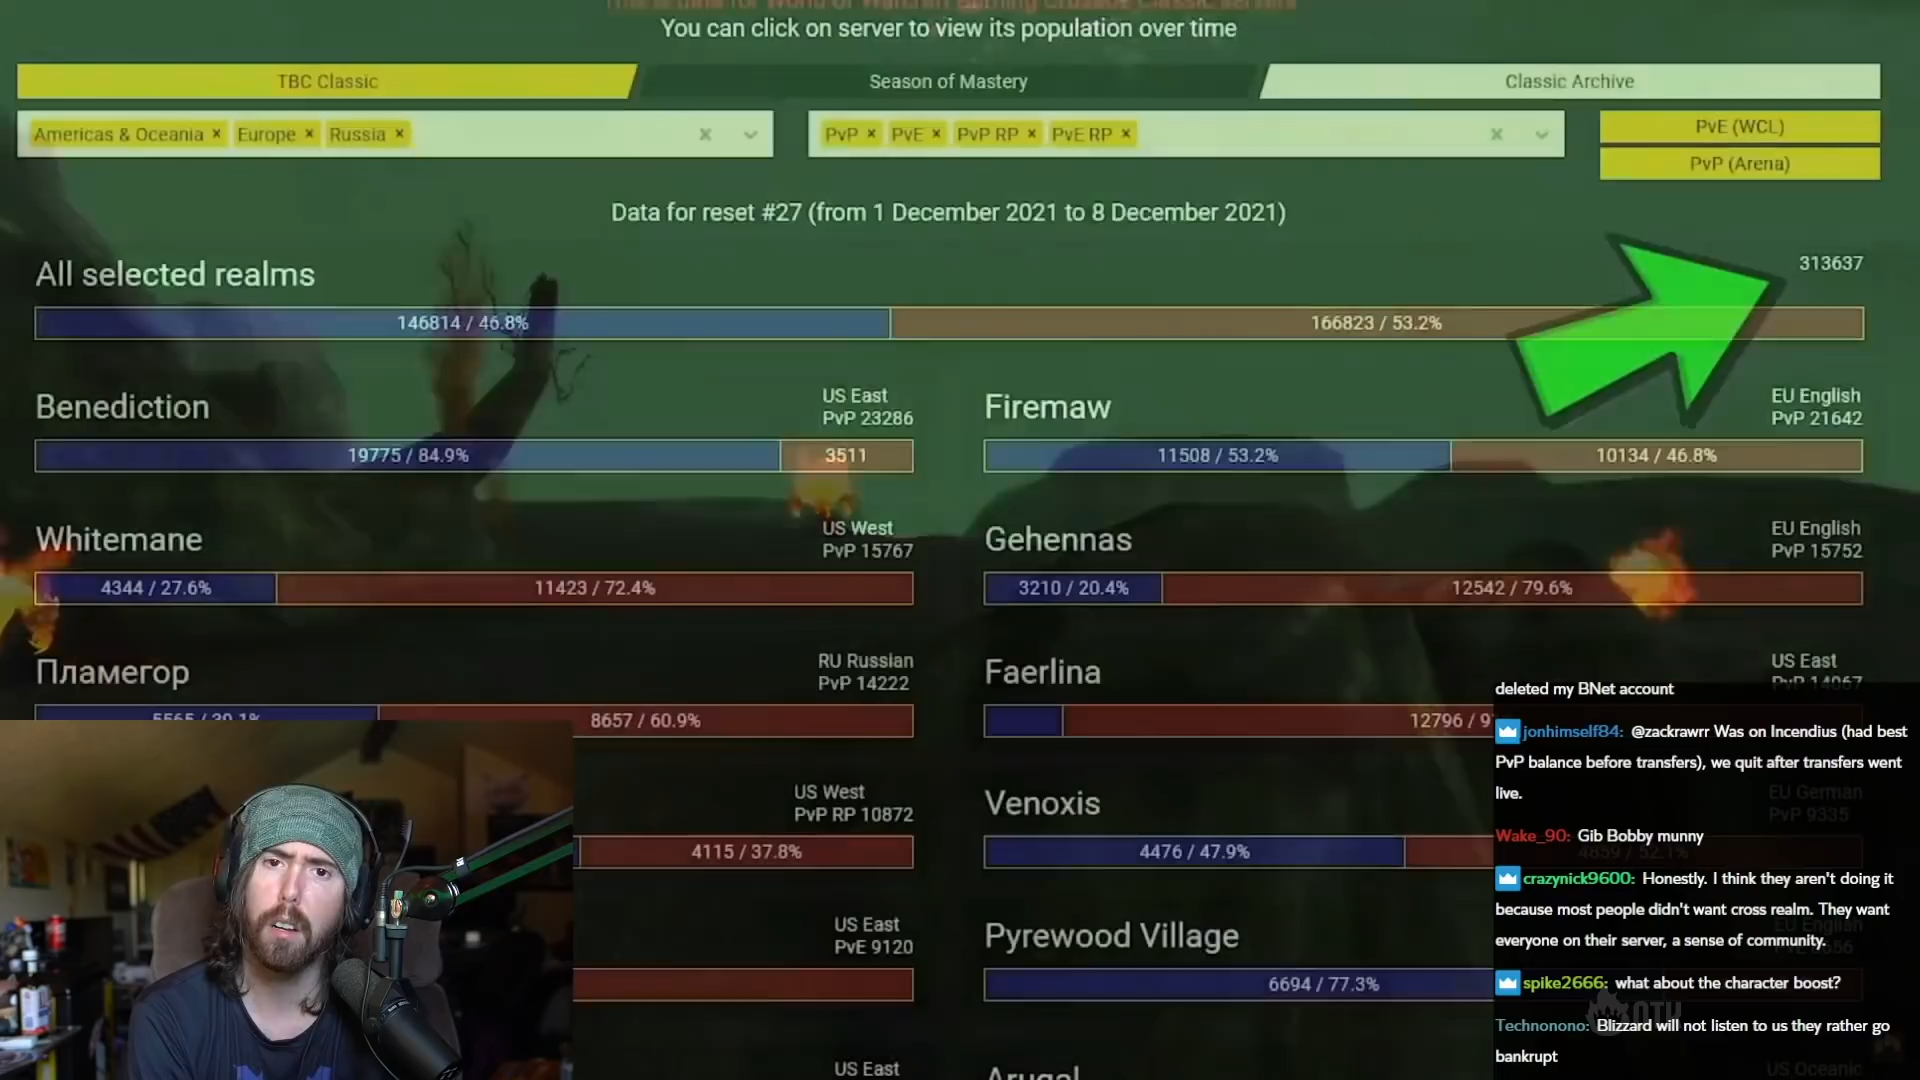 You can click on server to view its population over time
TBC Classic
Season of Mastery
Classic Archive
Americas & Oceania × Europe × Russia ×
PvP × PvE × PvP RP × PvE RP ×
PvE (WCL)
PvP (Arena)
Data for reset #27 (from 1 December 2021 to 8 December 2021)
All selected realms
313637
146814 / 46.8%
166823 / 53.2%
Benediction
US East
PvP 23286
19775 / 84.9%
3511
Firemaw
EU English
PvP 21642
11508 / 53.2%
10134 / 46.8%
Whitemane
US West
PvP 15767
4344 / 27.6%
11423 / 72.4%
Gehennas
EU English
PvP 15752
3210 / 20.4%
12542 / 79.6%
Пламегор
RU Russian
PvP 14222
8657 / 60.9%
Faerlina
US East
12796 / 9
US West
PvP RP 10872
4115 / 37.8%
Venoxis
EU German
PvP 9335
4476 / 47.9%
US East
PvE 9120
Pyrewood Village
6694 / 77.3%
US East
US Oceanic
deleted my BNet account
jonhimself84: @zackrawrr Was on Incendius (had best
PvP balance before transfers), we quit after transfers went
live.
Wake_90: Gib Bobby munny
crazynick9600: Honestly. I think they aren't doing it
because most people didn't want cross realm. They want
everyone on their server, a sense of community.
spike2666: what about the character boost?
Technonono: Blizzard will not listen to us they rather go
bankrupt